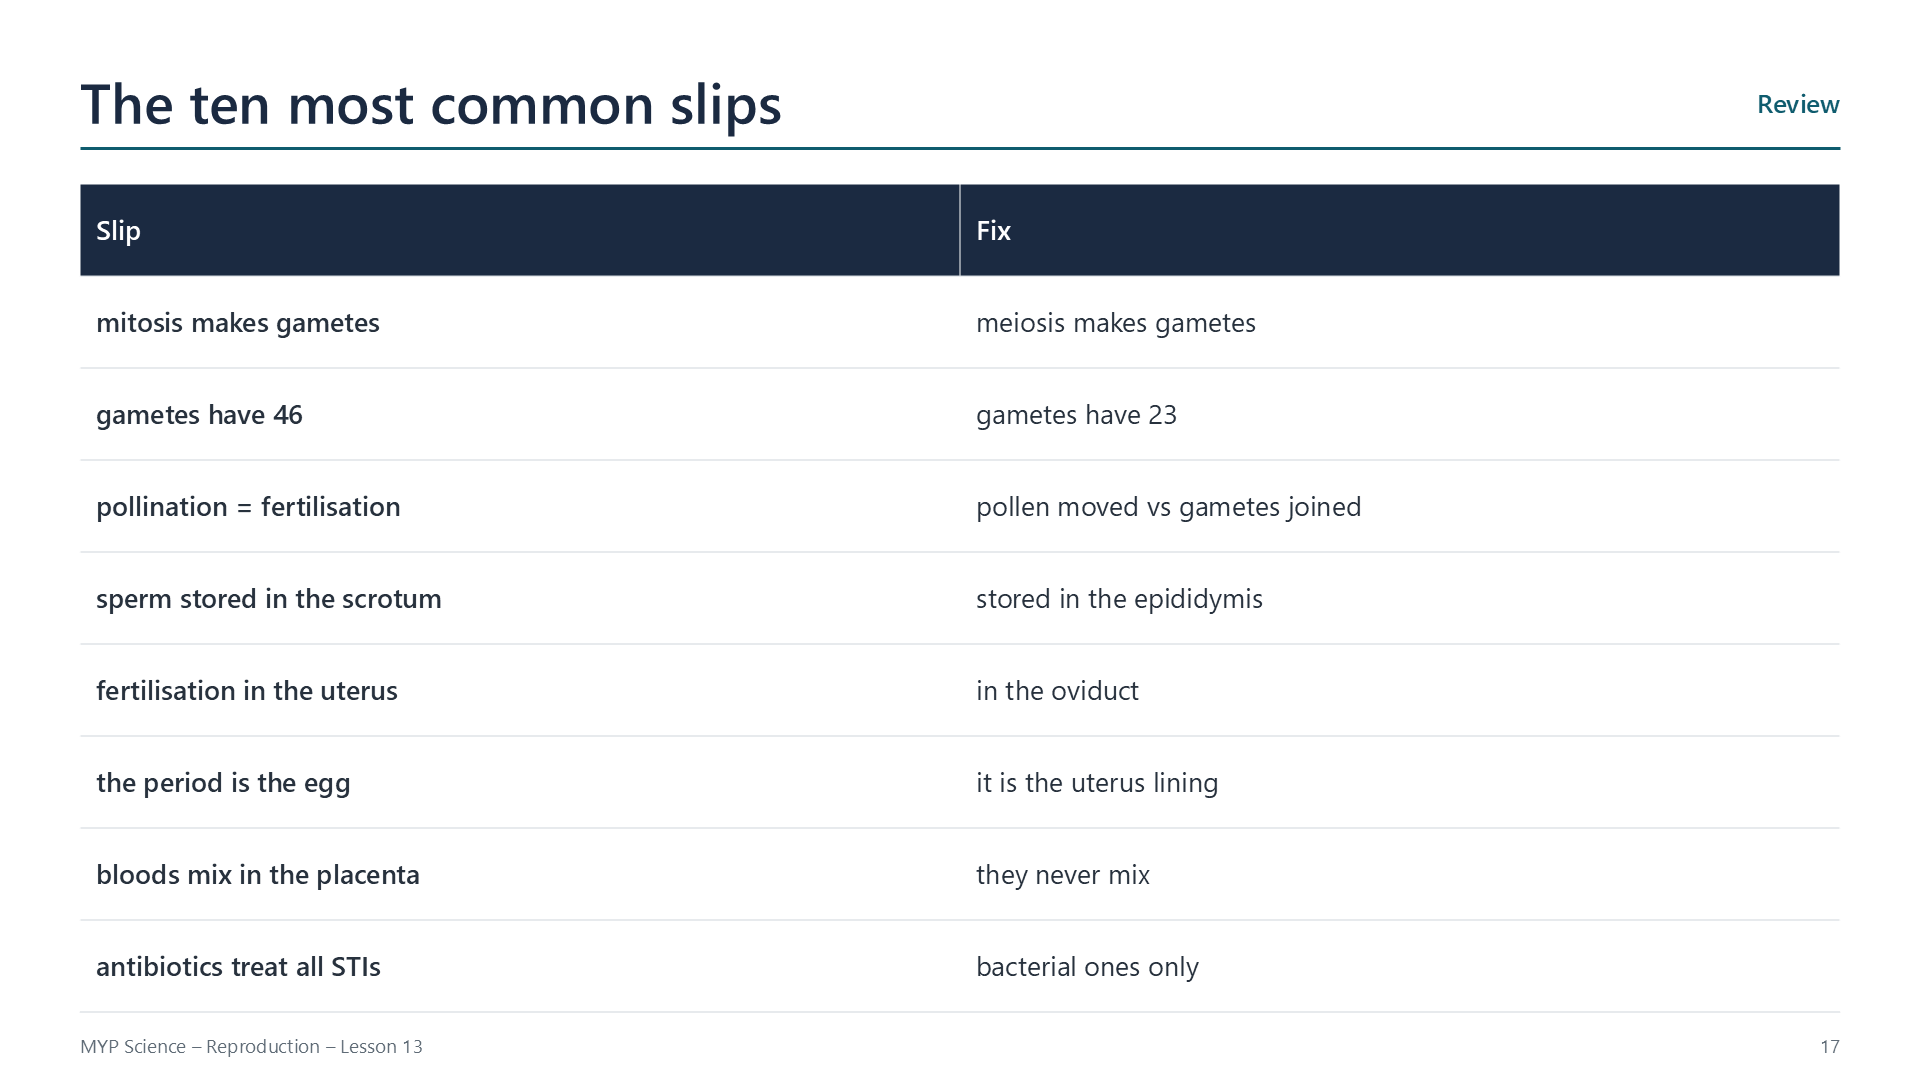 The ten most common slips
Review
Slip
Fix
mitosis makes gametes
meiosis makes gametes
gametes have 46
gametes have 23
pollination = fertilisation
pollen moved vs gametes joined
sperm stored in the scrotum
stored in the epididymis
fertilisation in the uterus
in the oviduct
the period is the egg
it is the uterus lining
bloods mix in the placenta
they never mix
antibiotics treat all STIs
bacterial ones only
MYP Science – Reproduction – Lesson 13
17